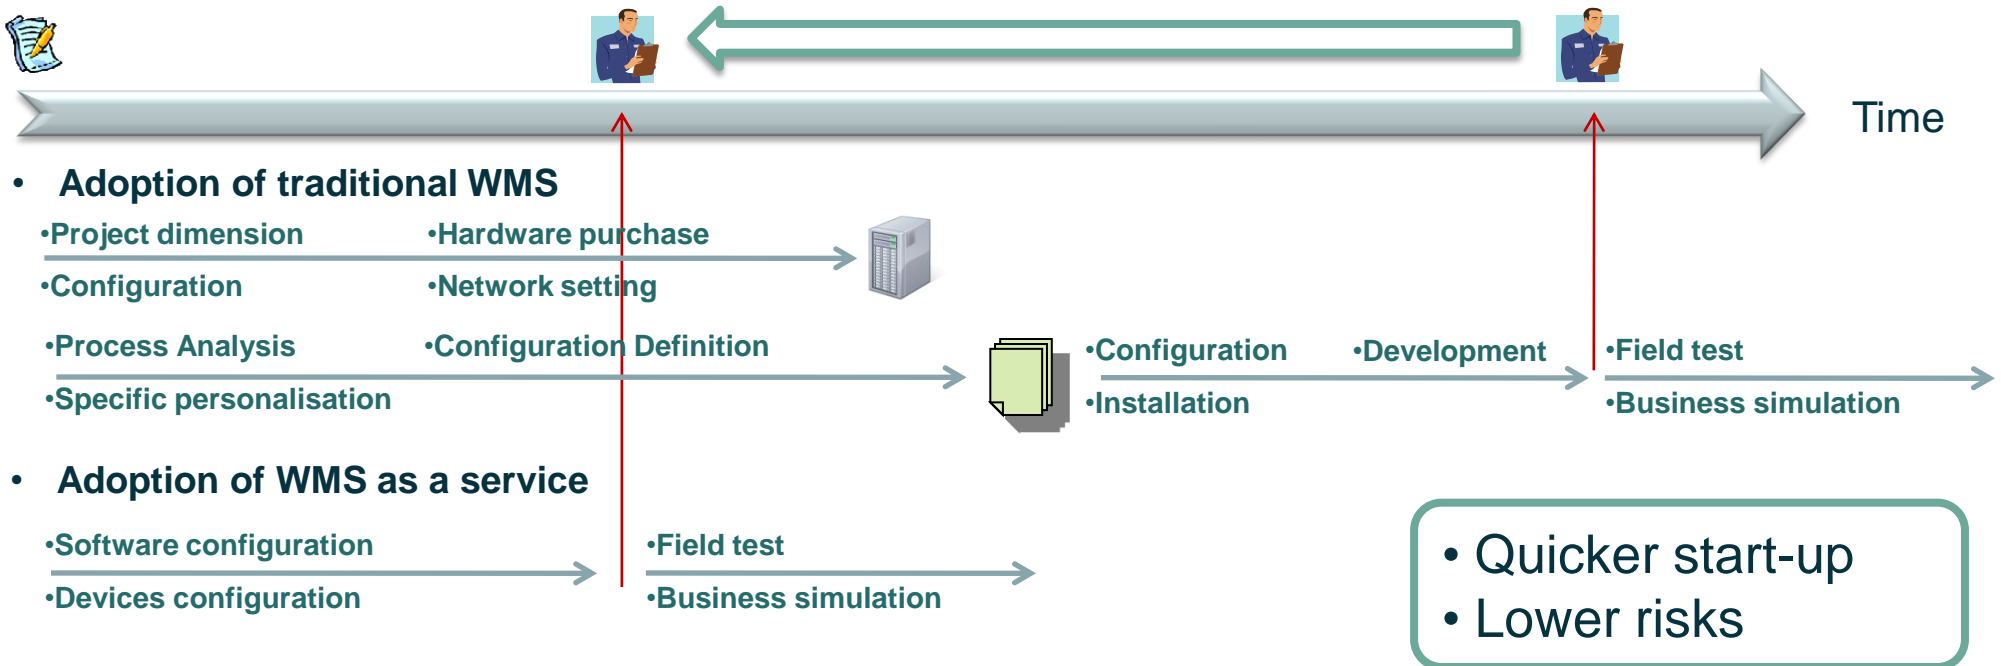 Time
• Adoption of traditional WMS
•Project dimension •Hardware purchase
•Configuration •Network setting
•Process Analysis •Configuration Definition •Configuration •Development •Field test
•Specific personalisation •Installation •Business simulation
• Adoption of WMS as a service
•Software configuration •Field test
•Devices configuration •Business simulation
• Quicker start-up
• Lower risks